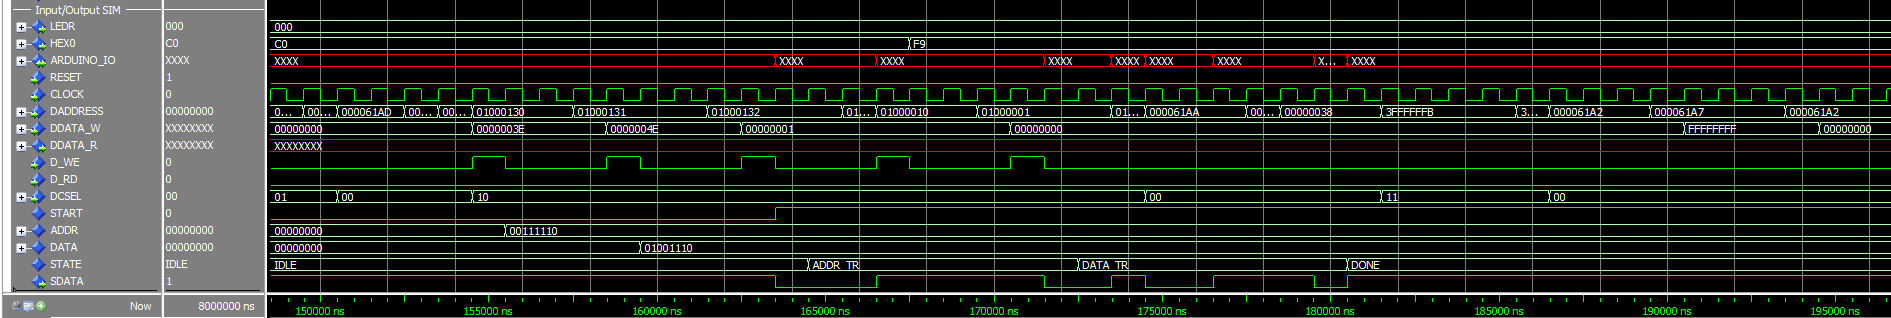 Input/Output SIM
LEDR 000 000
HEX0 C0 C0 F9
ARDUINO_IO XXXX XXXX XXXX XXXX XXXX XXXX XXXX XXXX X... XXXX
RESET 1
CLOCK 0
DADDRESS 00000000 0... 00... 000061AD 00... 00... 01000130 01000131 01000132 01... 01000010 01000001 01... 000061AA 00... 00000038 3FFFFFFB 3... 000061A2 000061A7 000061A2
DDATA_W XXXXXXXX 00000000 0000003E 0000004E 00000001 00000000 FFFFFFFF 00000000
DDATA_R XXXXXXXX XXXXXXXX
D_WE 0
D_RD 0
DCSEL 00 01 00 10 00 11 00
START 0
ADDR 00000000 00000000 00111110
DATA 00000000 00000000 01001110
STATE IDLE IDLE ADDR_TR DATA_TR DONE
SDATA 1
Now 8000000 ns 150000 ns 155000 ns 160000 ns 165000 ns 170000 ns 175000 ns 180000 ns 185000 ns 190000 ns 195000 ns